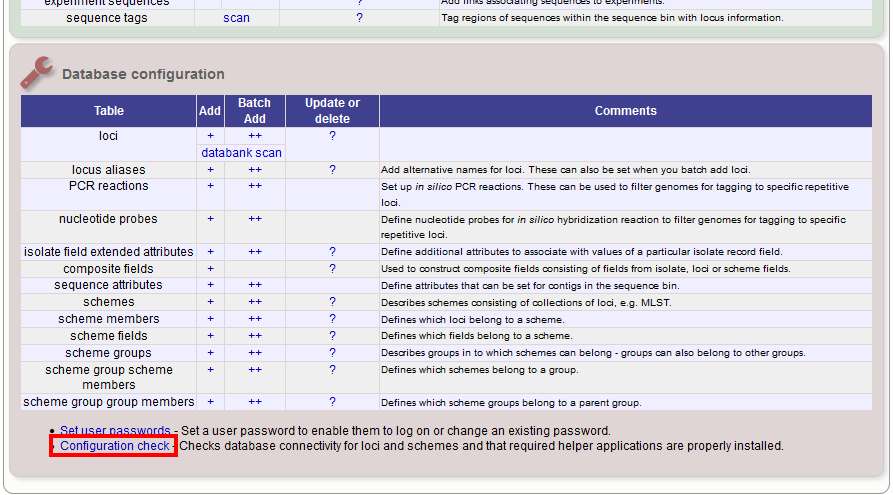 experiment sequences ? Add links associating sequences to experiments.
sequence tags scan ? Tag regions of sequences within the sequence bin with locus information.
Database configuration
Table Add Batch Add Update or delete Comments
loci + ++ ?
databank scan
locus aliases + ++ ? Add alternative names for loci. These can also be set when you batch add loci.
PCR reactions + ++ Set up in silico PCR reactions. These can be used to filter genomes for tagging to specific repetitive
loci.
nucleotide probes + ++ Define nucleotide probes for in silico hybridization reaction to filter genomes for tagging to specific
repetitive loci.
isolate field extended attributes + ++ ? Define additional attributes to associate with values of a particular isolate record field.
composite fields + ? Used to construct composite fields consisting of fields from isolate, loci or scheme fields.
sequence attributes + ++ Define attributes that can be set for contigs in the sequence bin.
schemes + ++ ? Describes schemes consisting of collections of loci, e.g. MLST.
scheme members + ++ ? Defines which loci belong to a scheme.
scheme fields + ++ ? Defines which fields belong to a scheme.
scheme groups + ++ ? Describes groups in to which schemes can belong - groups can also belong to other groups.
scheme group scheme + ++ ? Defines which schemes belong to a group.
members
scheme group group members + ++ ? Defines which scheme groups belong to a parent group.
• Set user passwords - Set a user password to enable them to log on or change an existing password.
• Configuration check - Checks database connectivity for loci and schemes and that required helper applications are properly installed.